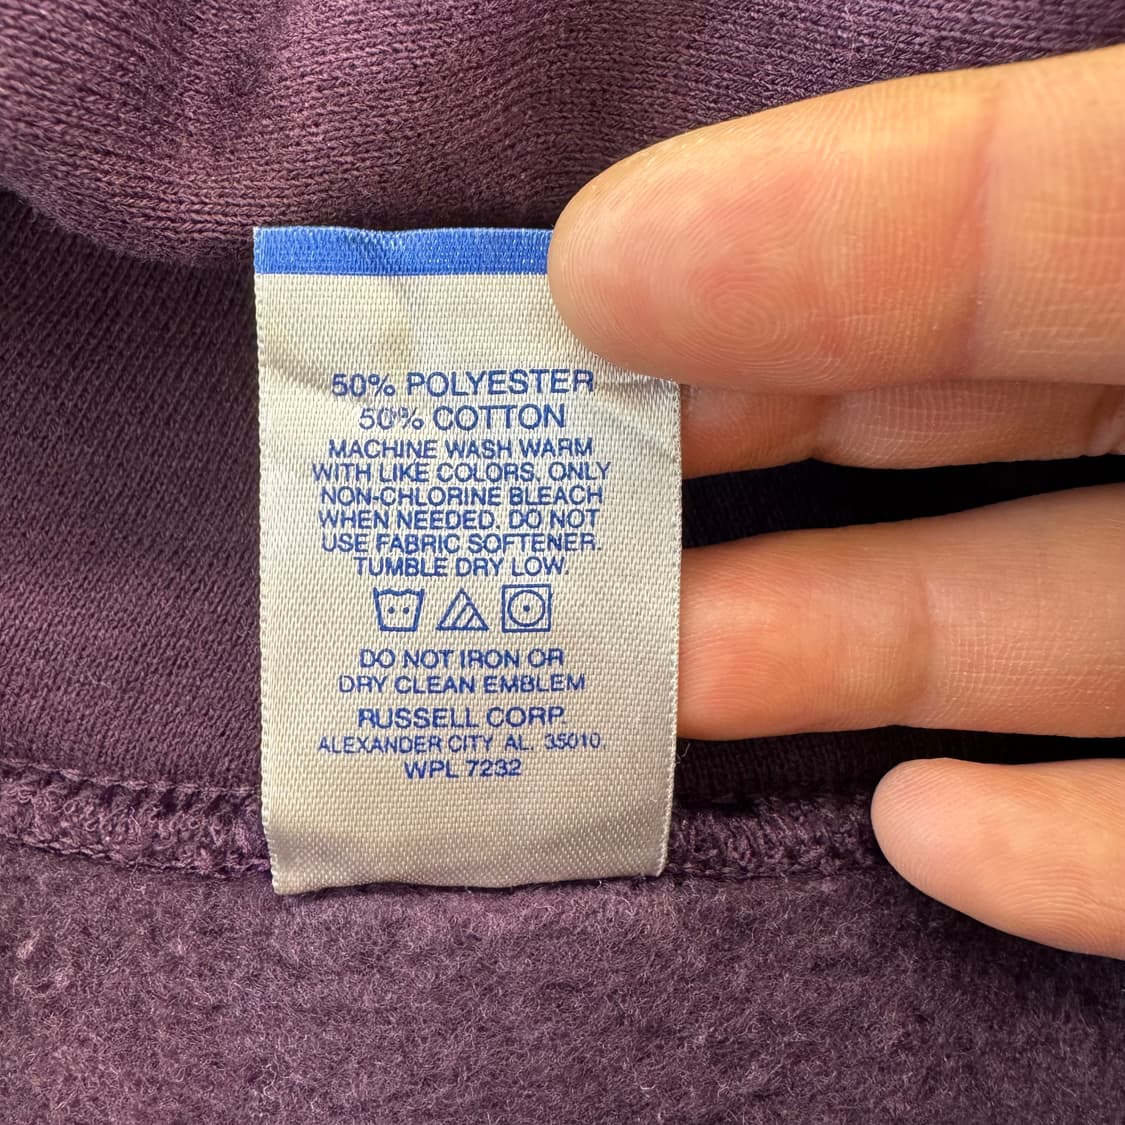 50% POLYESTER
50% COTTON
MACHINE WASH WARM
WITH LIKE COLORS. ONLY
NON-CHLORINE BLEACH
WHEN NEEDED. DO NOT
USE FABRIC SOFTENER.
TUMBLE DRY LOW.
DO NOT IRON OR
DRY CLEAN EMBLEM
RUSSELL CORP.
ALEXANDER CITY AL. 35010.
WPL 7232